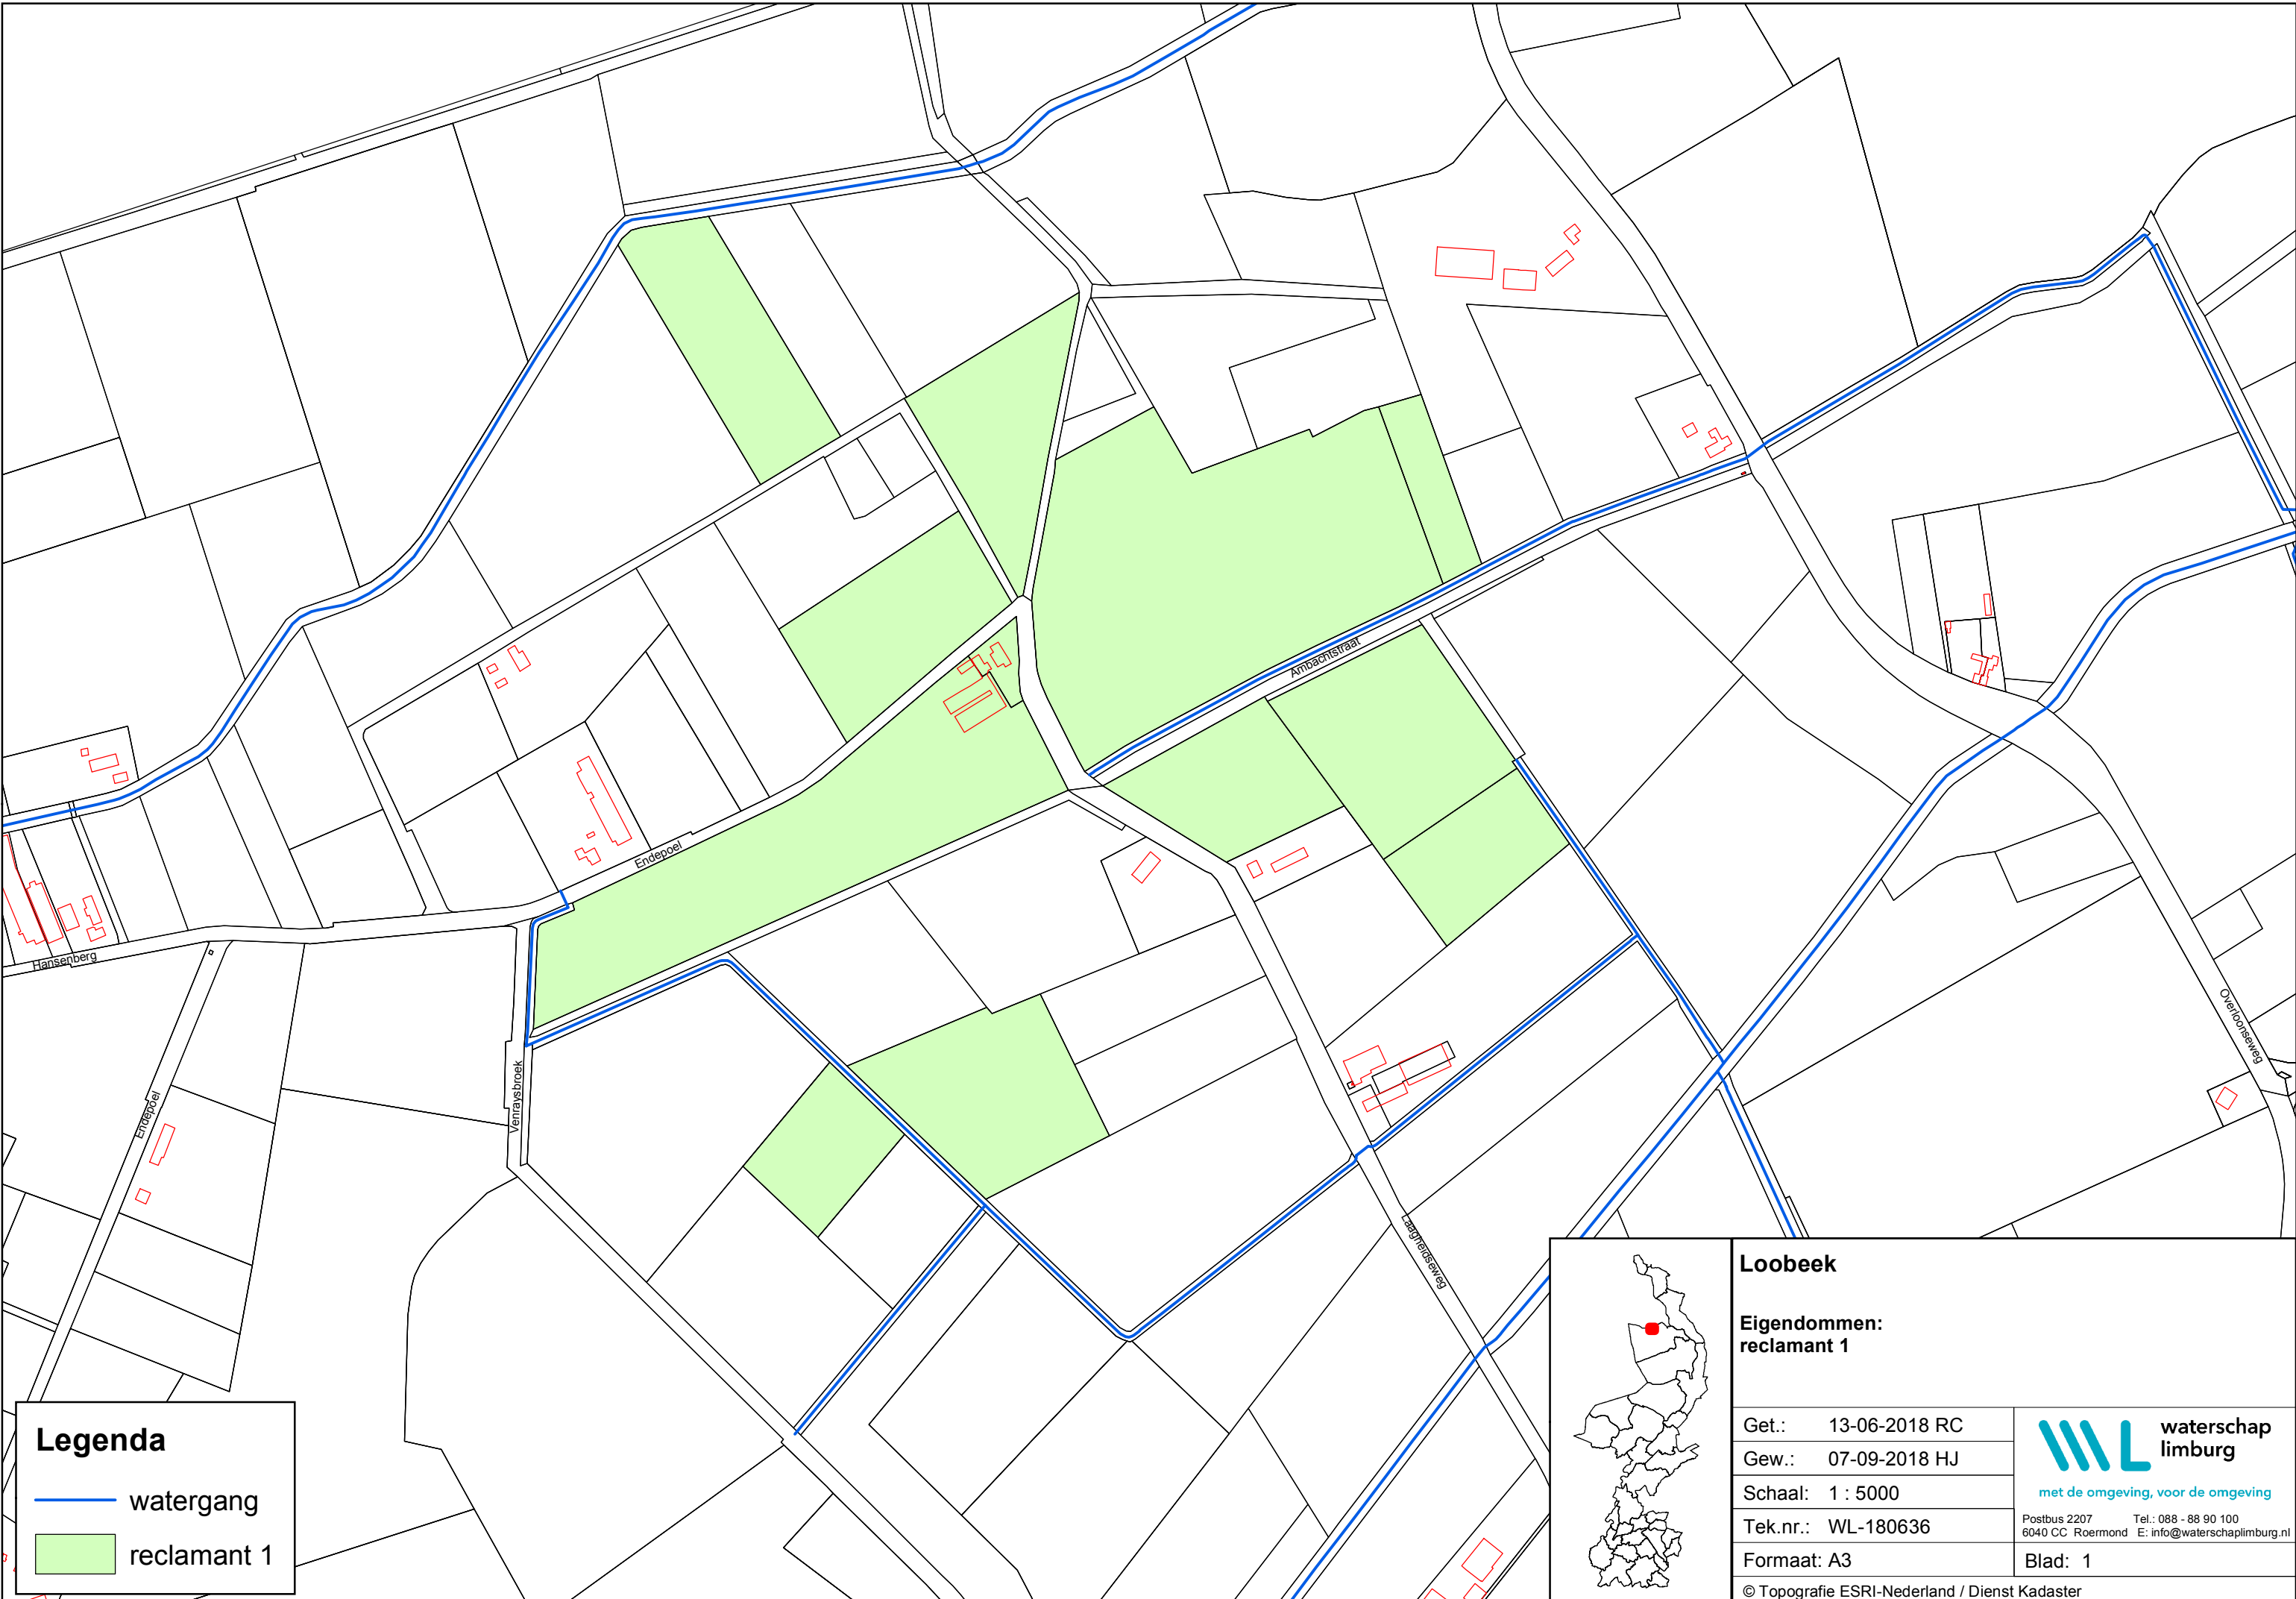 Ambachtstraat
Endepoel
Hansenberg
Venraysbroek
Endepoel
Overloonseweg
Laagheidseweg
Legenda
watergang
reclamant 1
Loobeek
Eigendommen:
reclamant 1
Get.: 13-06-2018 RC
Gew.: 07-09-2018 HJ
Schaal: 1 : 5000
Tek.nr.: WL-180636
Formaat: A3
waterschap
limburg
met de omgeving, voor de omgeving
Postbus 2207 Tel.: 088 - 88 90 100
6040 CC Roermond E: info@waterschaplimburg.nl
Blad: 1
© Topografie ESRI-Nederland / Dienst Kadaster